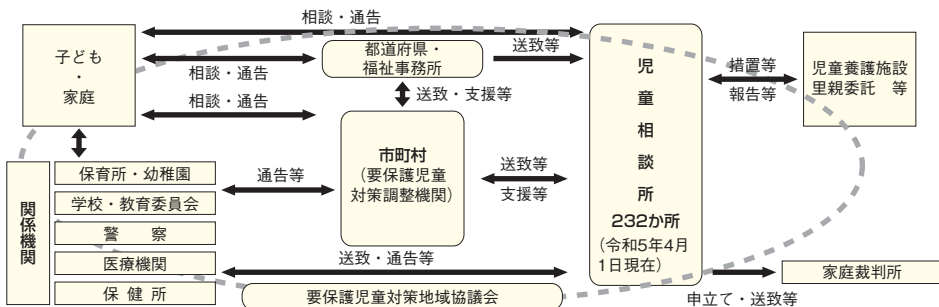 相談・通告
子ども
・
家庭
相談・通告
相談・通告
都道府県・
福祉事務所
送致等
送致・支援等
児童相談所
232か所
(令和5年4月
1日現在)
措置等
報告等
児童養護施設
里親委託　等
関係機関
保育所・幼稚園
学校・教育委員会
警　察
医療機関
保 健 所
通告等
市町村
(要保護児童
対策調整機関)
送致等
支援等
送致・通告等
要保護児童対策地域協議会
申立て・送致等
家庭裁判所